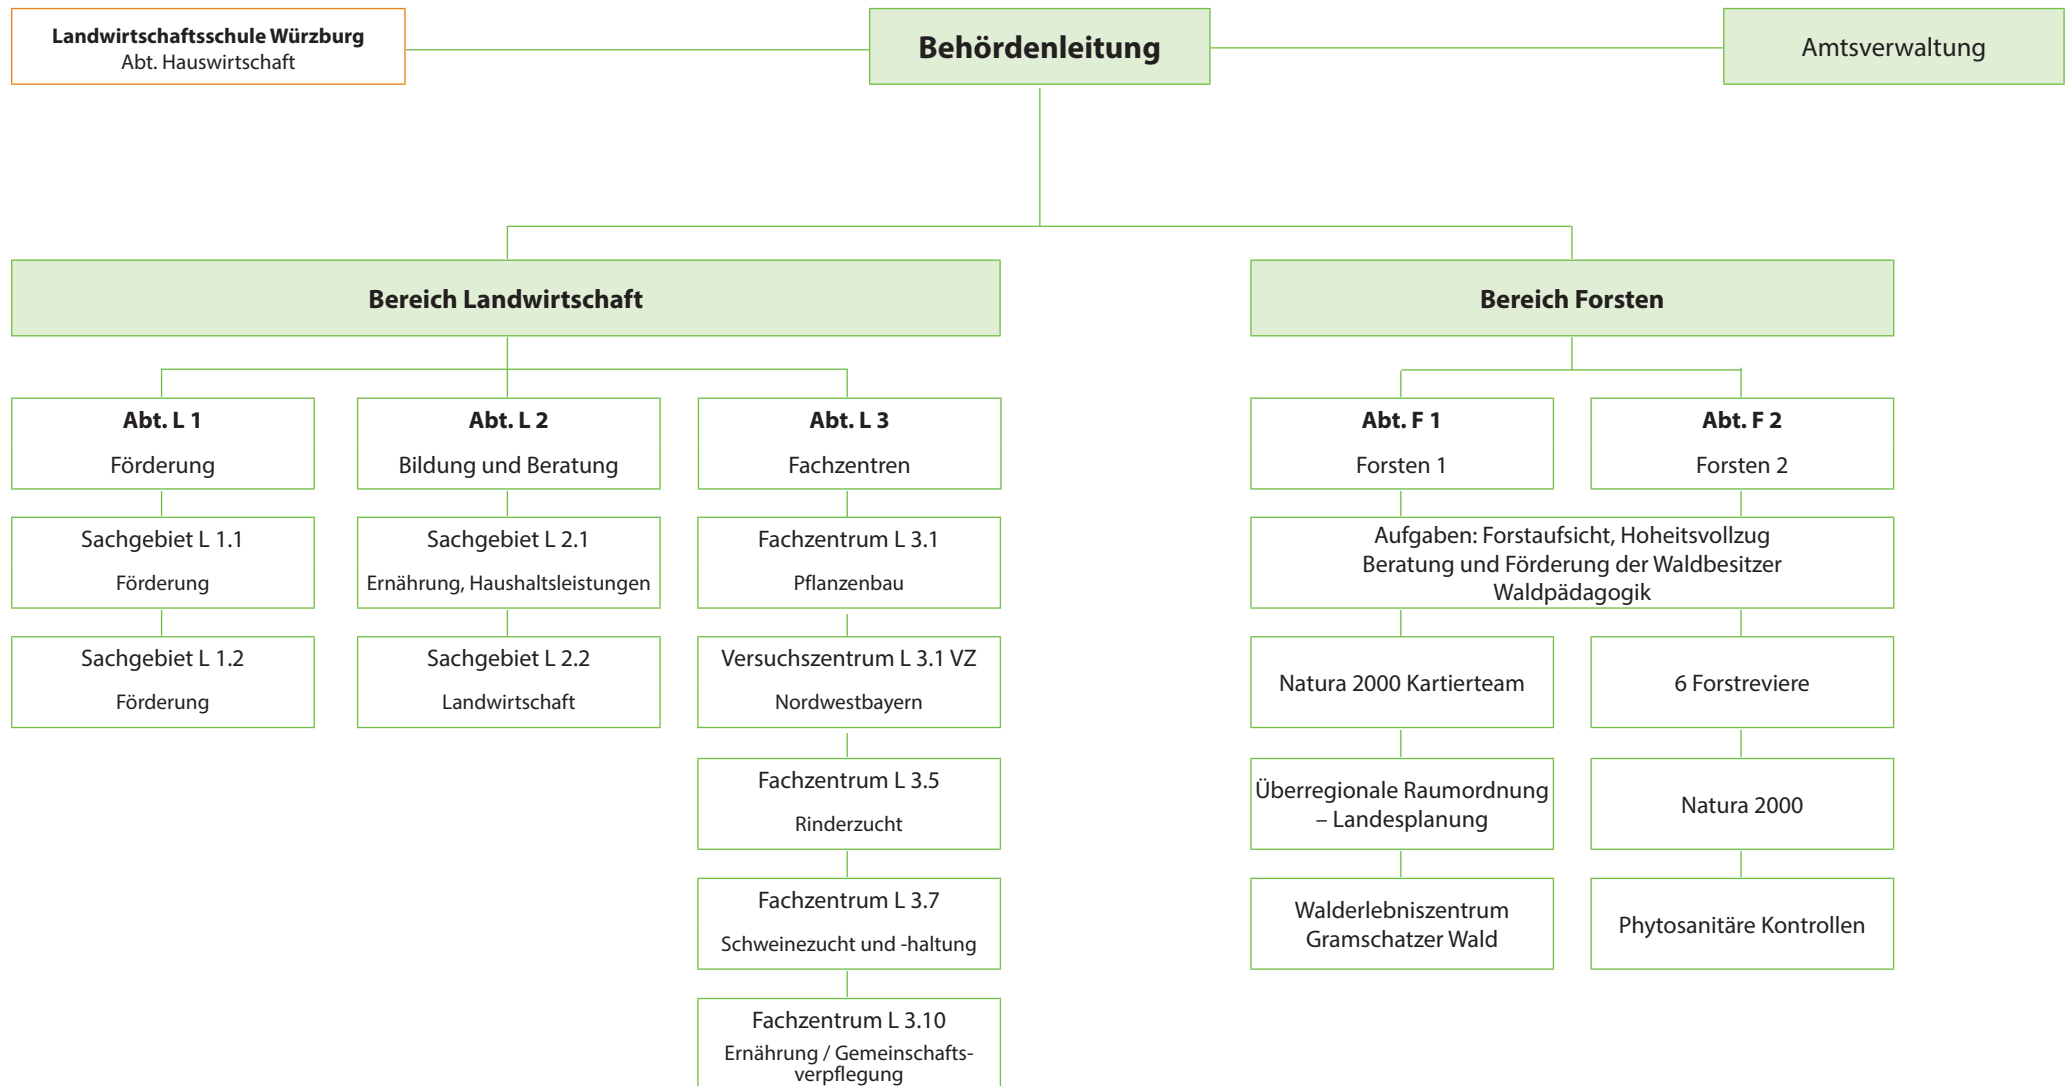 Landwirtschaftsschule Würzburg
Abt. Hauswirtschaft
Behördenleitung
Amtsverwaltung
Bereich Landwirtschaft
Bereich Forsten
Abt. L 1
Förderung
Abt. L 2
Bildung und Beratung
Abt. L 3
Fachzentren
Abt. F 1
Forsten 1
Abt. F 2
Forsten 2
Sachgebiet L 1.1
Förderung
Sachgebiet L 2.1
Ernährung, Haushaltsleistungen
Fachzentrum L 3.1
Pflanzenbau
Aufgaben: Forstaufsicht, Hoheitsvollzug
Beratung und Förderung der Waldbesitzer
Waldpädagogik
Sachgebiet L 1.2
Förderung
Sachgebiet L 2.2
Landwirtschaft
Versuchszentrum L 3.1 VZ
Nordwestbayern
Natura 2000 Kartierteam
6 Forstreviere
Fachzentrum L 3.5
Rinderzucht
Überregionale Raumordnung
– Landesplanung
Natura 2000
Fachzentrum L 3.7
Schweinezucht und -haltung
Walderlebniszentrum
Gramschatzer Wald
Phytosanitäre Kontrollen
Fachzentrum L 3.10
Ernährung / Gemeinschafts-
verpflegung